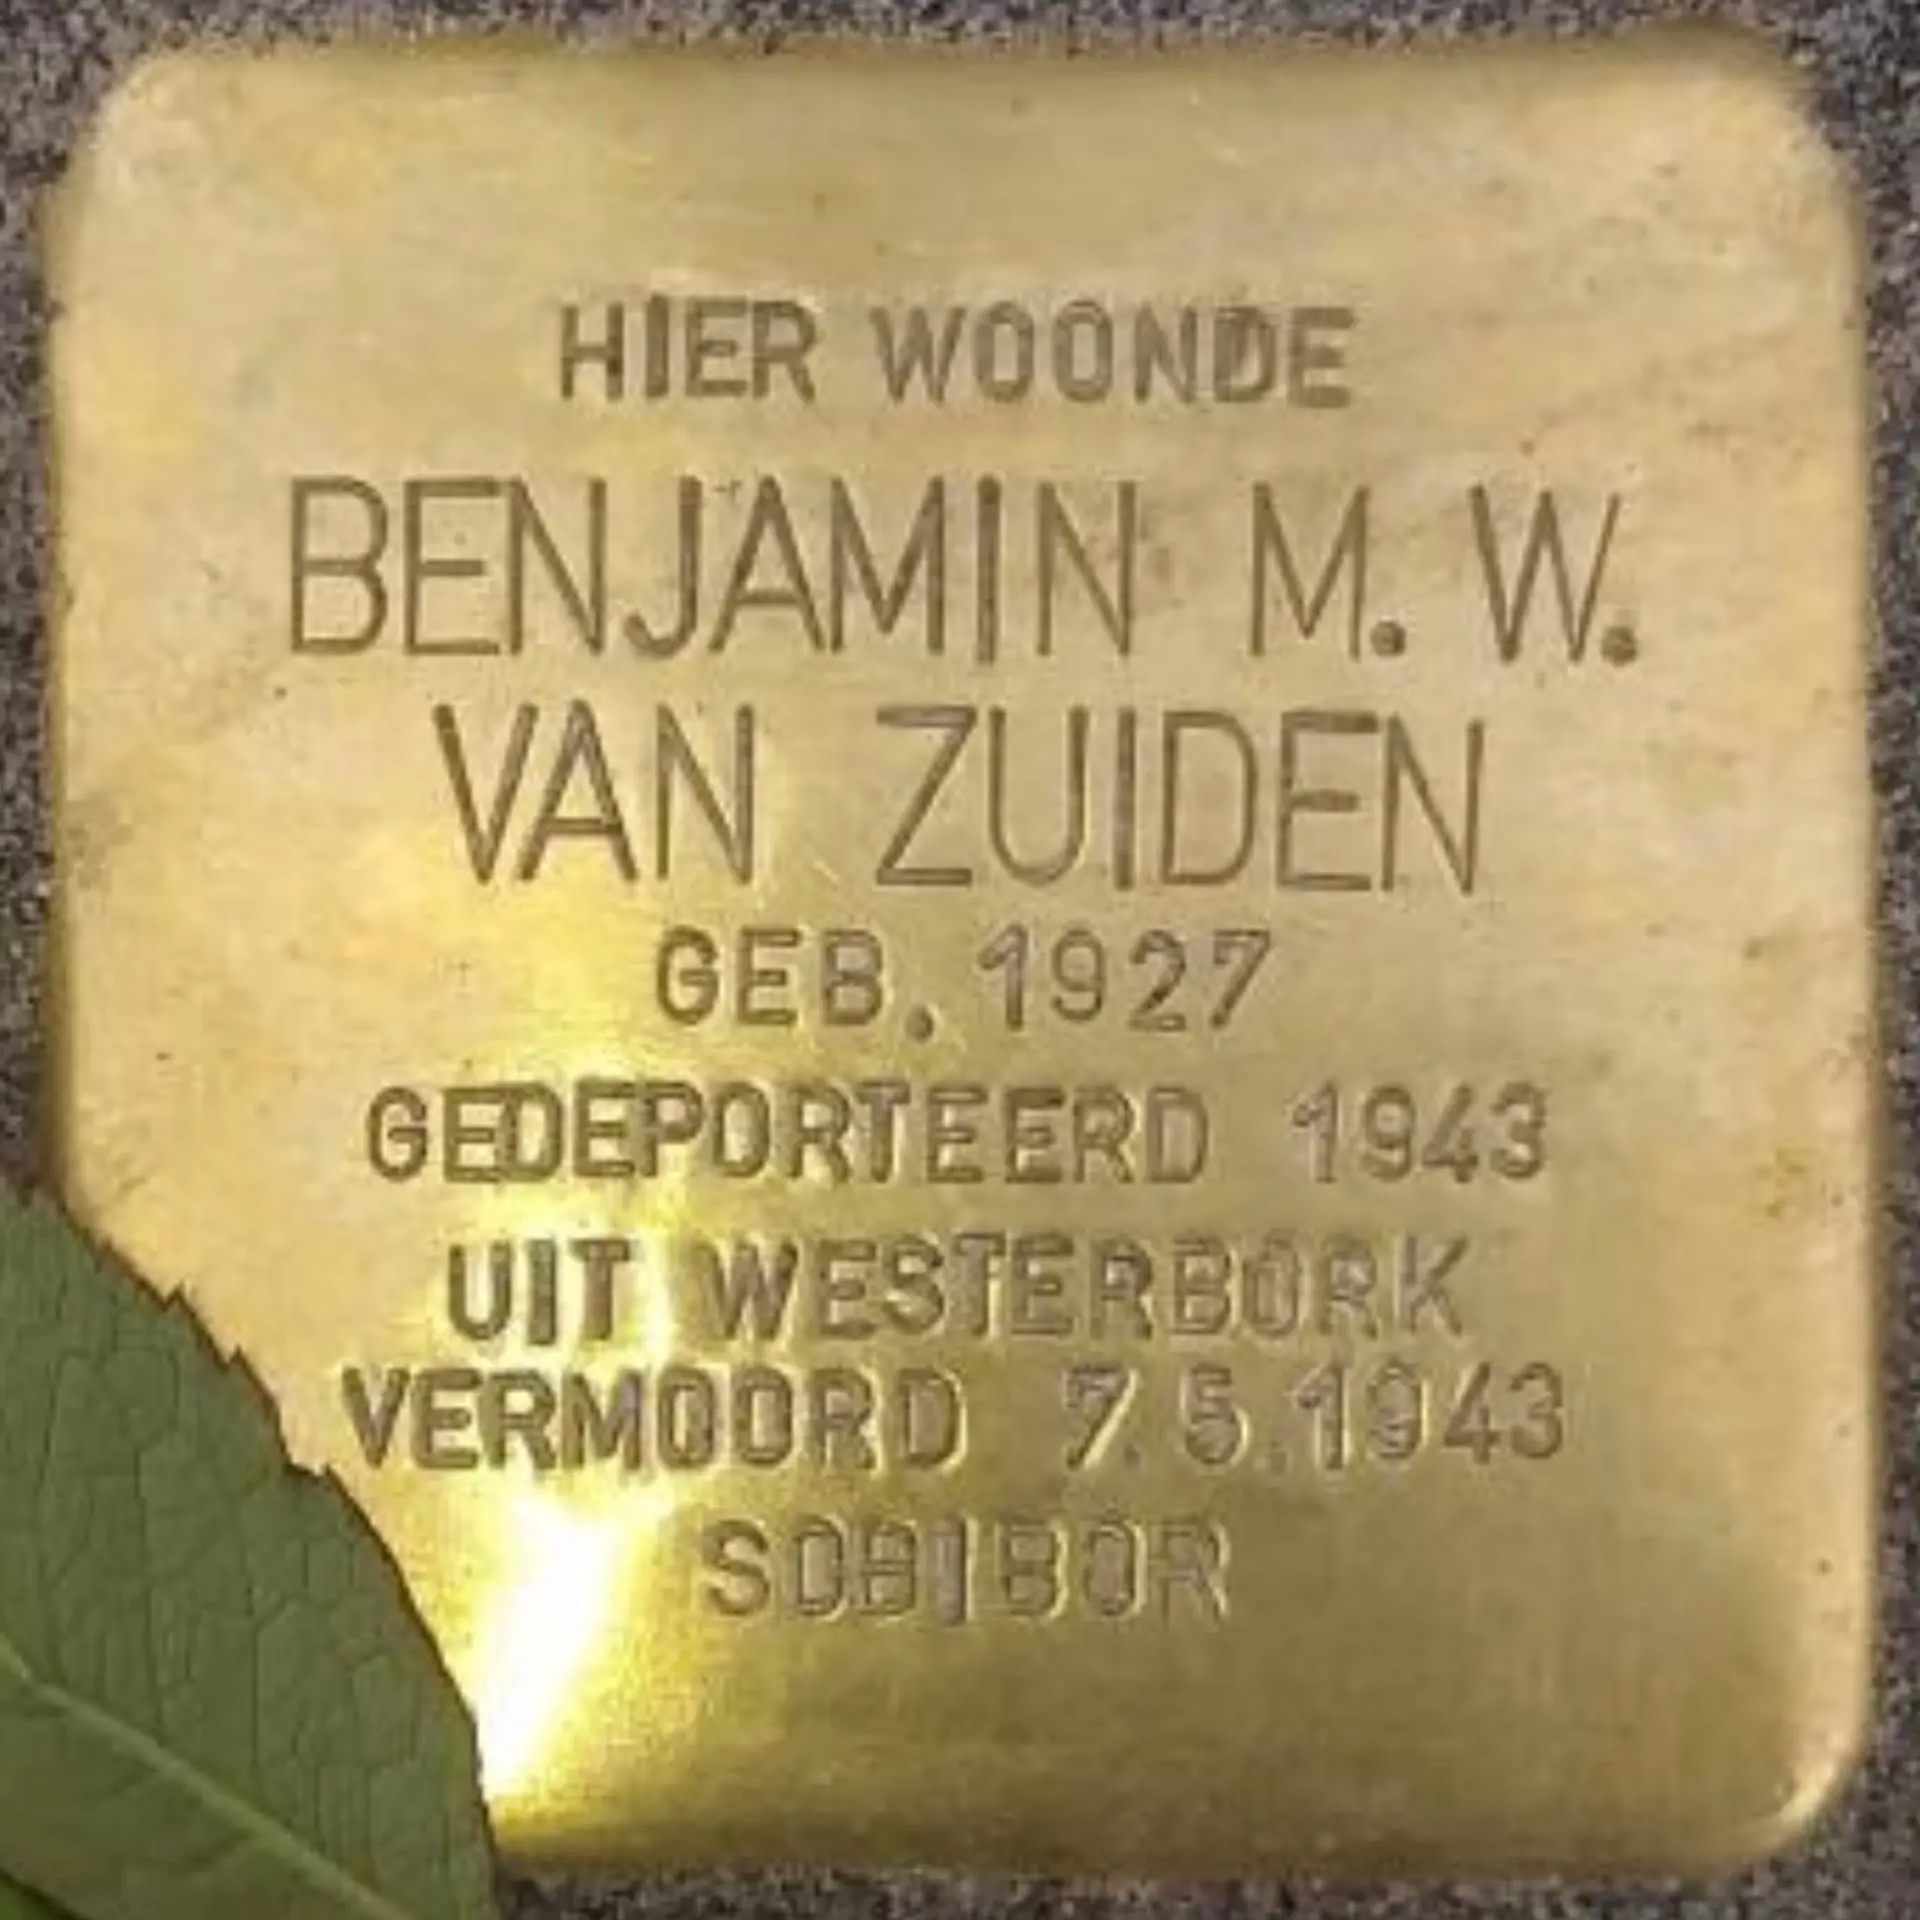 HIER WOONDE
BENJAMIN M. W.
VAN ZUIDEN
GEB. 1927
GEDEPORTEERD 1943
UIT WESTERBORK
VERMOORD 7.5.1943
SOBIBOR